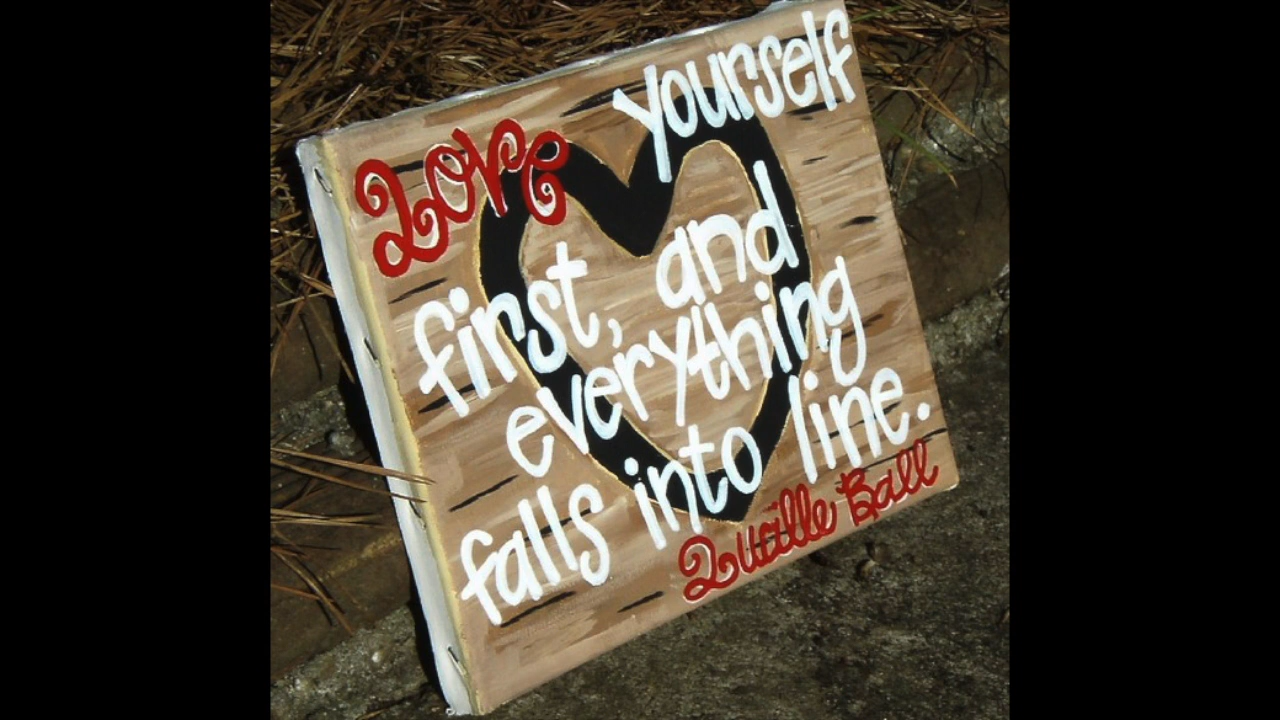 Love yourself
first, and
everything
falls into line.
Lucille Ball